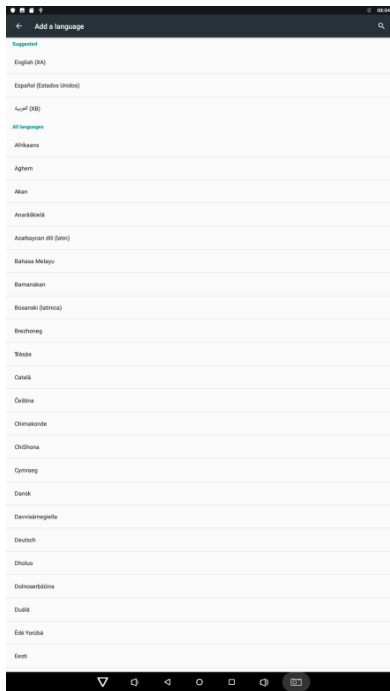 08:04
Add a language
Suggested
English (XA)
Español (Estados Unidos)
العربية (XB)
All languages
Afrikaans
Aghem
Akan
Anarâškielâ
Azərbaycan dili (latın)
Bahasa Melayu
Bamanakan
Bosanski (latinica)
Brezhoneg
Ɓàsàa
Català
Čeština
Chimakonde
ChiShona
Cymraeg
Dansk
Davvisámegiella
Deutsch
Dholuo
Dolnoserbšćina
Duálá
Èdè Yorùbá
Eesti